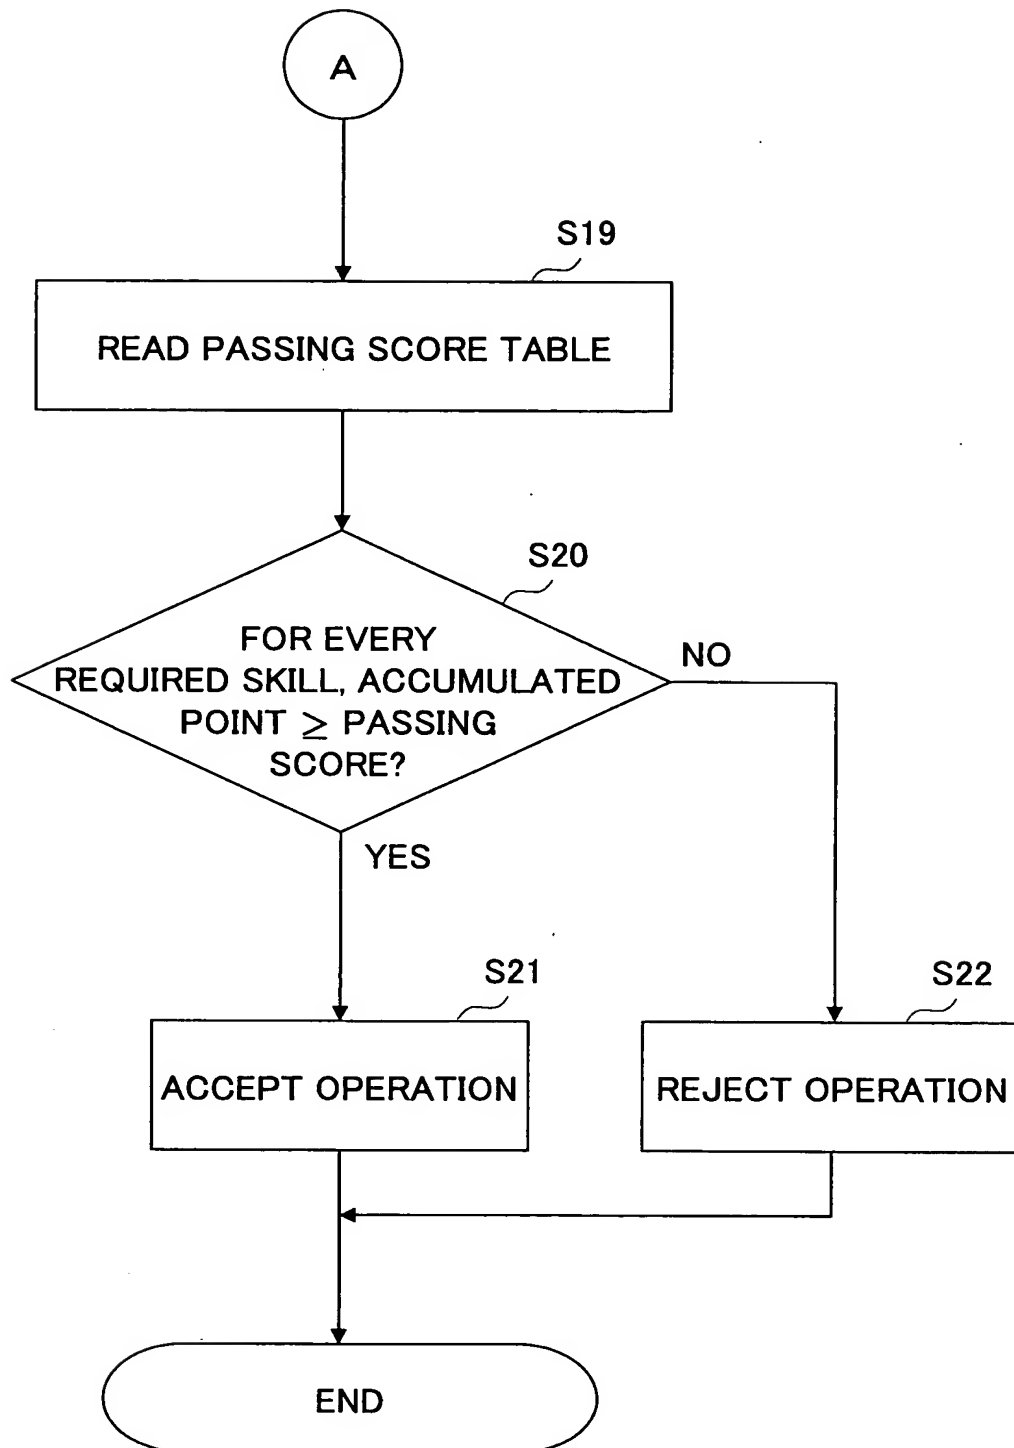 A
S19
READ PASSING SCORE TABLE
S20
FOR EVERY
REQUIRED SKILL, ACCUMULATED
POINT ≥ PASSING
SCORE?
NO
YES
S21
S22
ACCEPT OPERATION
REJECT OPERATION
END